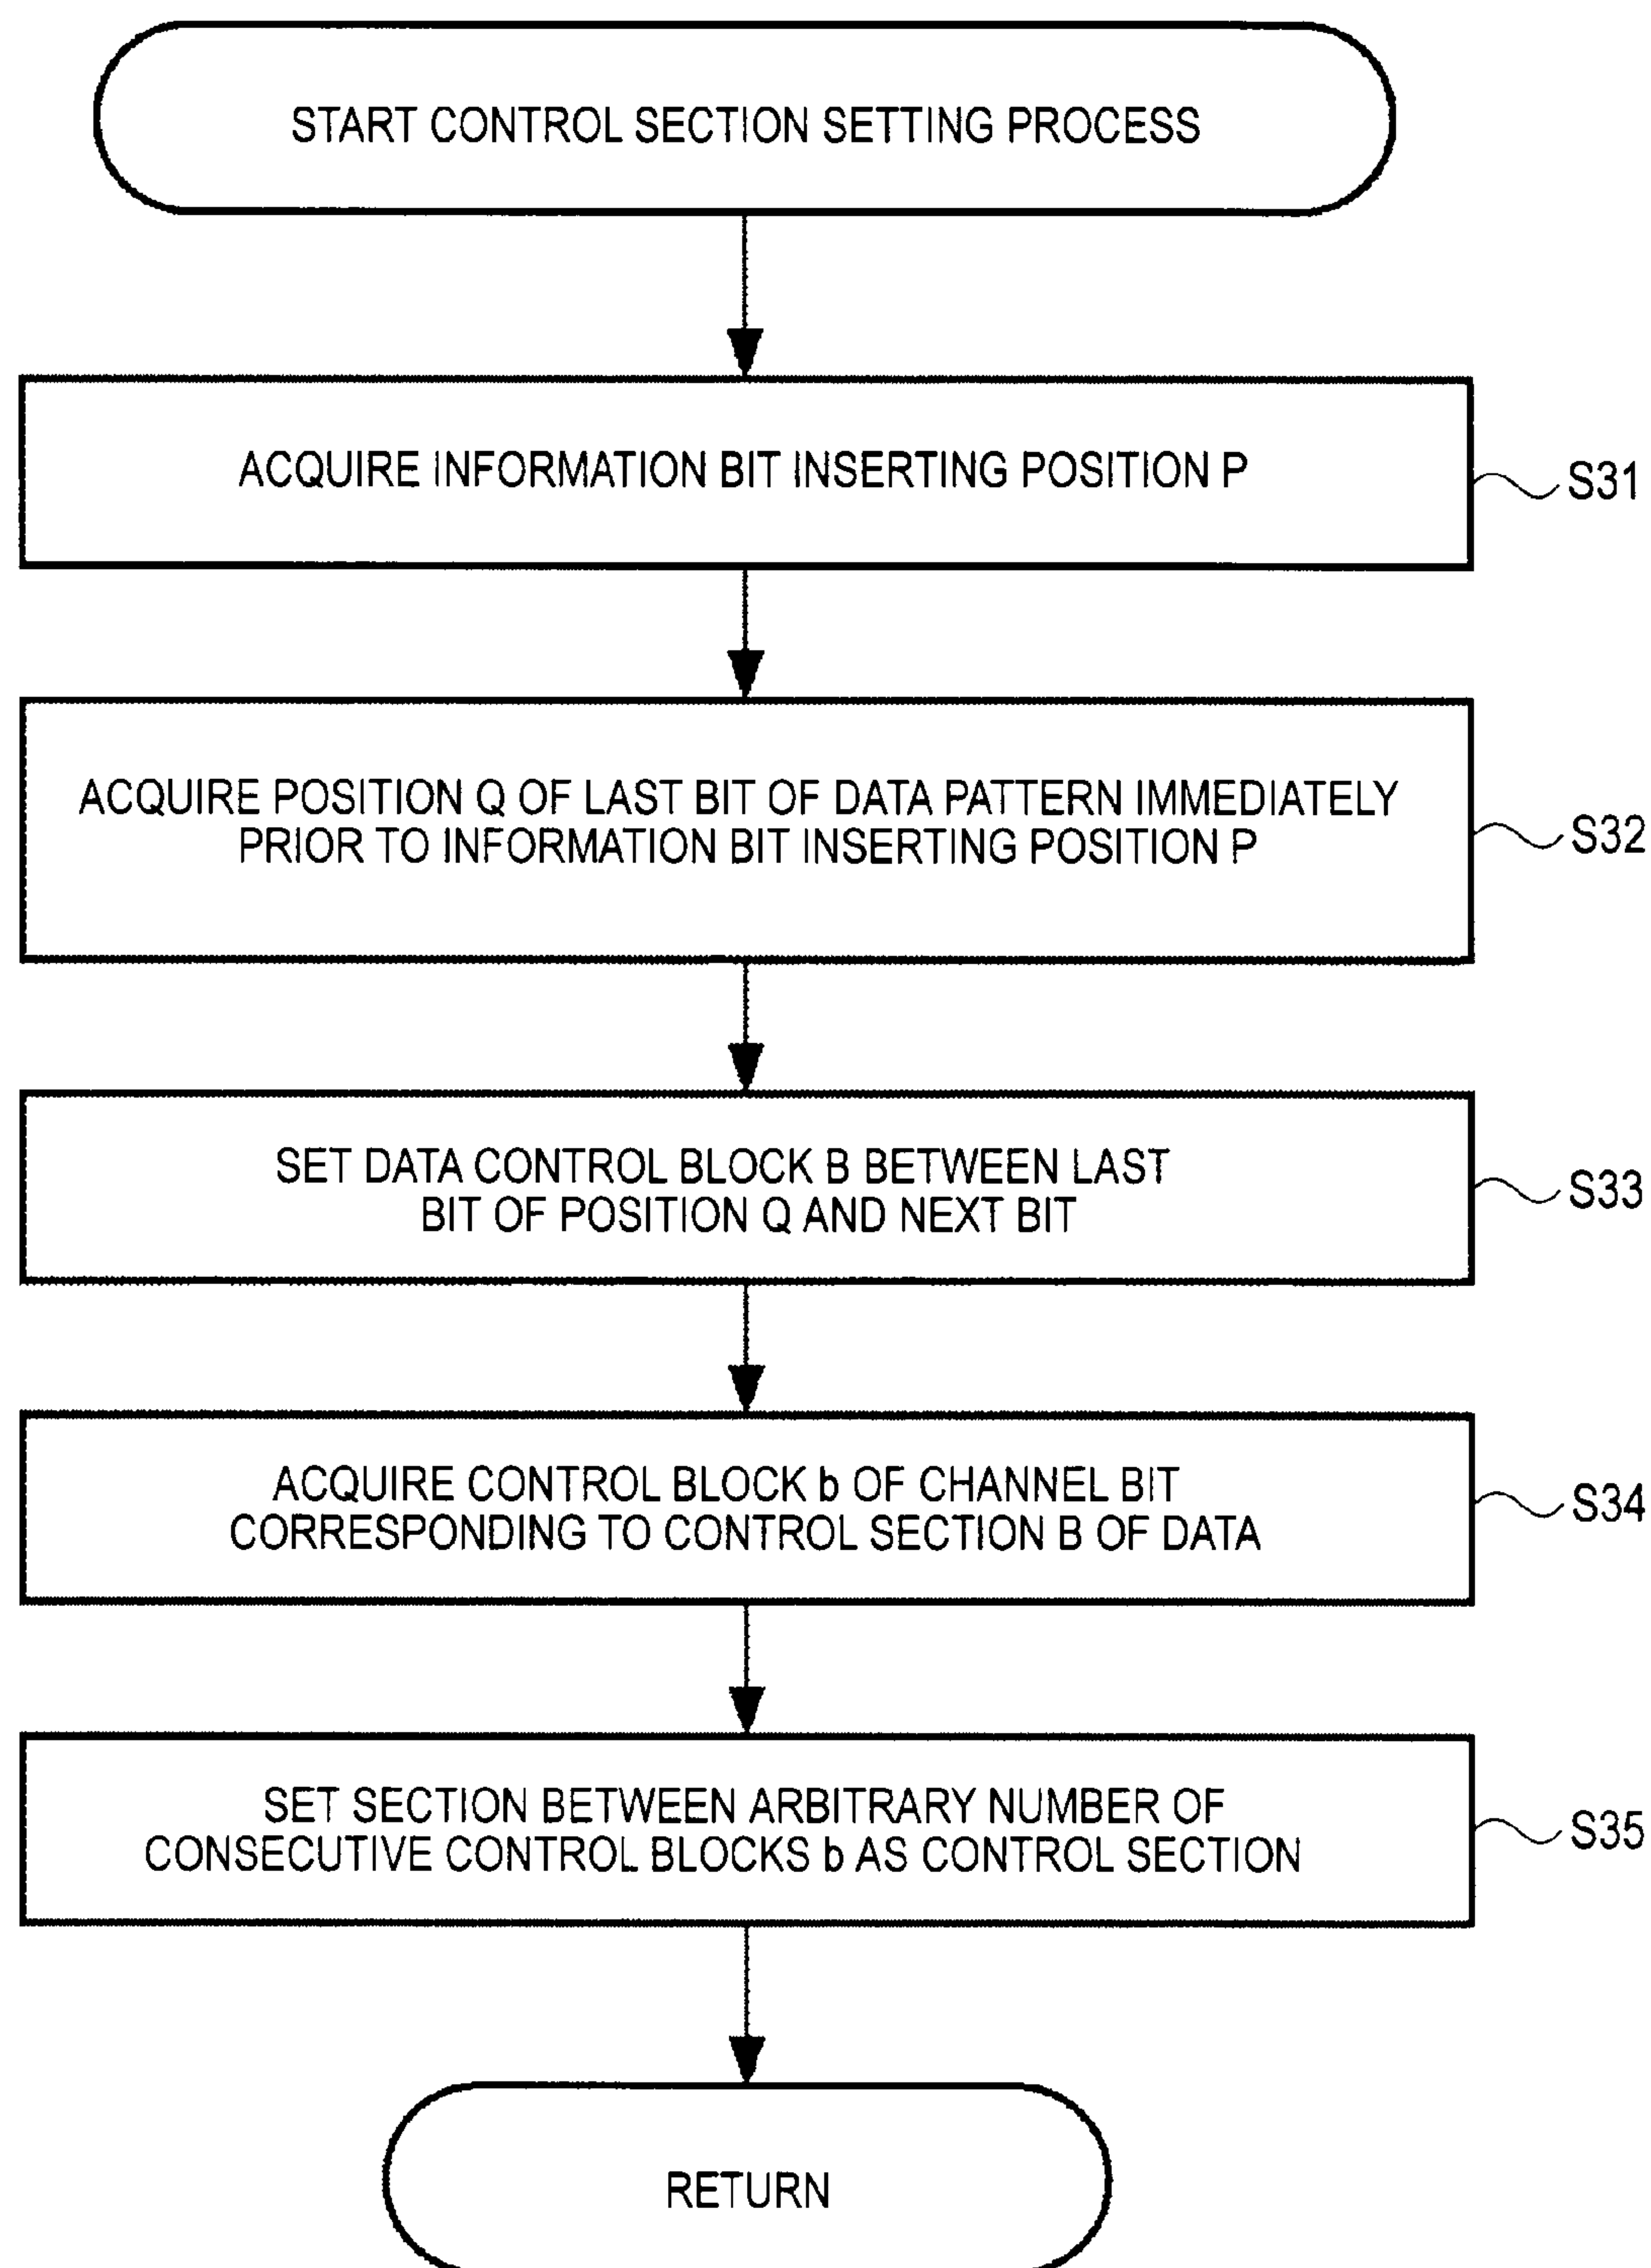 START CONTROL SECTION SETTING PROCESS
ACQUIRE INFORMATION BIT INSERTING POSITION P
S31
ACQUIRE POSITION Q OF LAST BIT OF DATA PATTERN IMMEDIATELY
PRIOR TO INFORMATION BIT INSERTING POSITION P
S32
SET DATA CONTROL BLOCK B BETWEEN LAST
BIT OF POSITION Q AND NEXT BIT
S33
ACQUIRE CONTROL BLOCK b OF CHANNEL BIT
CORRESPONDING TO CONTROL SECTION B OF DATA
S34
SET SECTION BETWEEN ARBITRARY NUMBER OF
CONSECUTIVE CONTROL BLOCKS b AS CONTROL SECTION
S35
RETURN